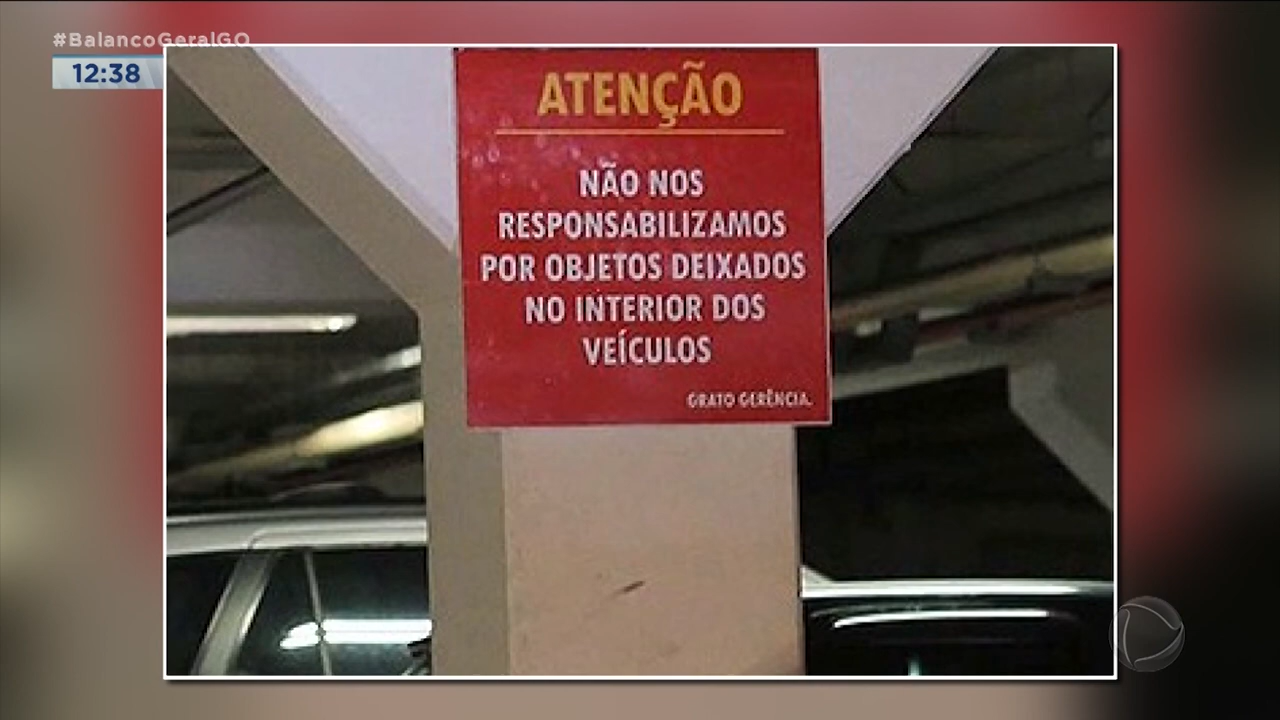 #BalancoGeralGO
12:38
ATENÇÃO
NÃO NOS
RESPONSABILIZAMOS
POR OBJETOS DEIXADOS
NO INTERIOR DOS
VEÍCULOS
GRATO GERÊNCIA.